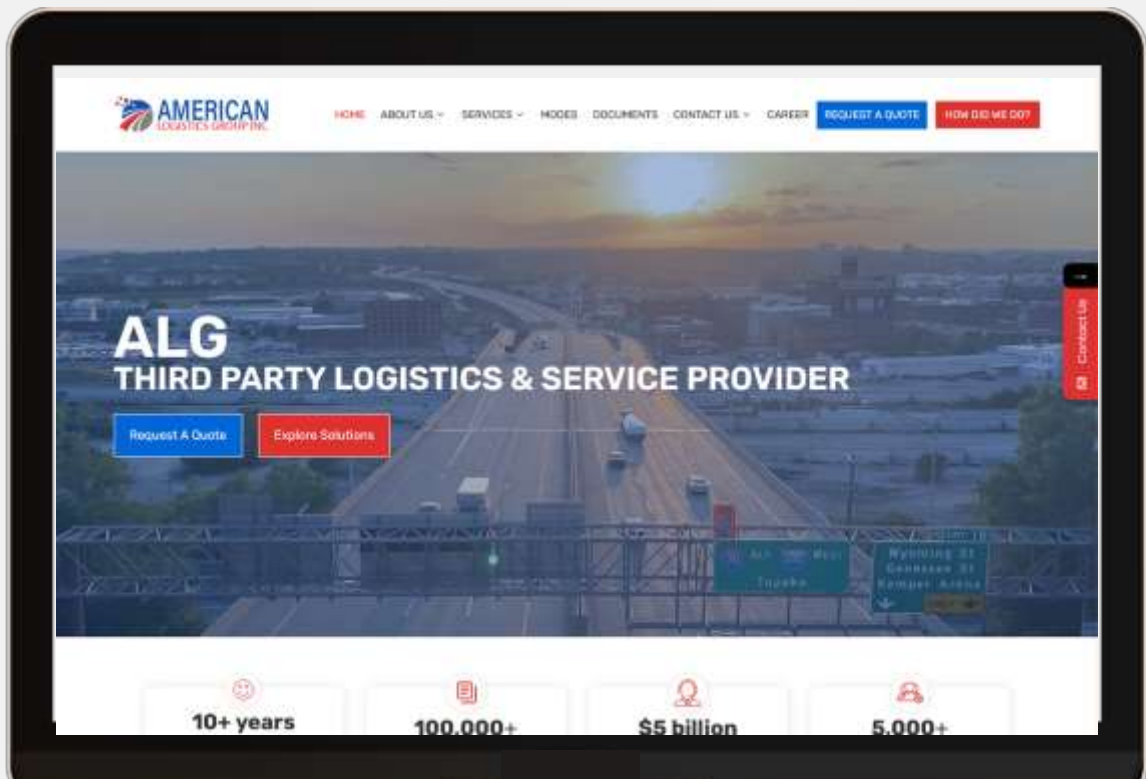 AMERICAN
LOGISTICS GROUP INC.
HOME ABOUT US SERVICES MODES DOCUMENTS CONTACT US CAREER REQUEST A QUOTE HOW DID WE DO?
Contact Us
ALG
THIRD PARTY LOGISTICS & SERVICE PROVIDER
Request A Quote Explore Solutions
West
Topeka
Wyoming St
Genessee St
Kemper Arena
10+ years 100,000+ $5 billion 5,000+